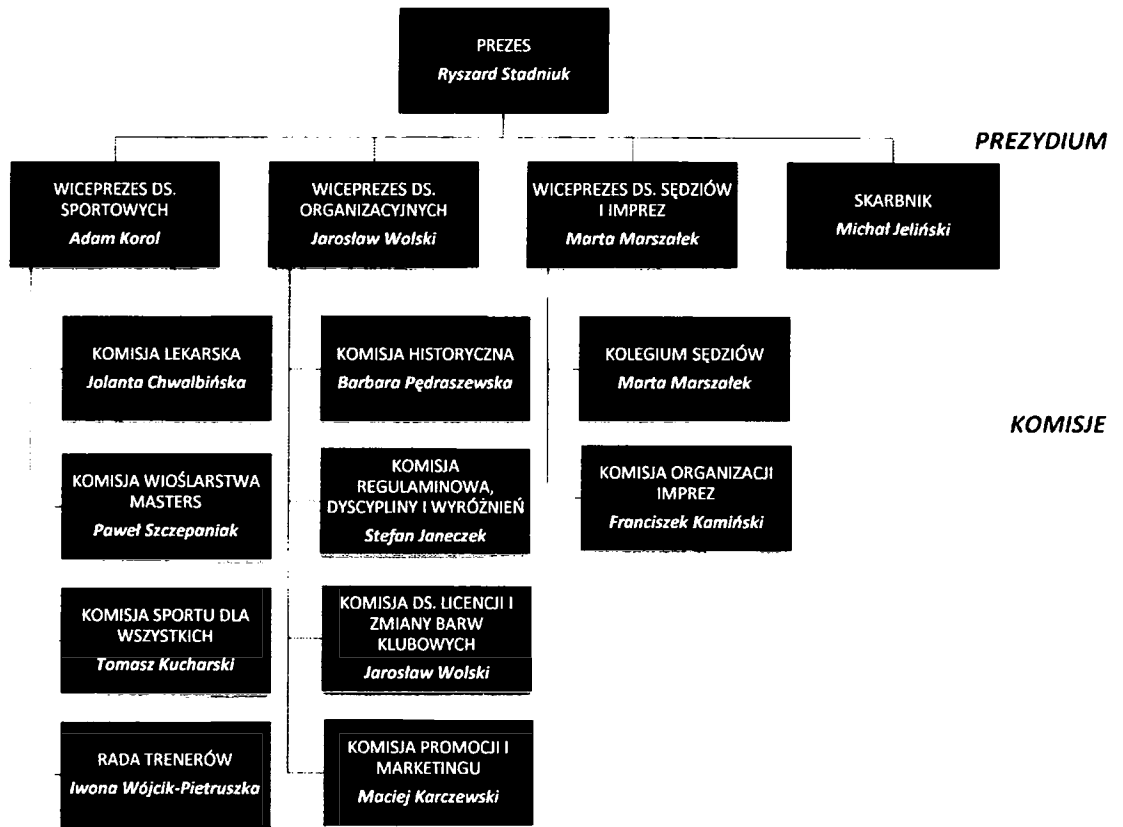 PREZES
Ryszard Stadniuk
PREZYDIUM
WICEPREZES DS.
SPORTOWYCH
Adam Korol
WICEPREZES DS.
ORGANIZACYJNYCH
Jarosław Wolski
WICEPREZES DS. SĘDZIÓW
I IMPREZ
Marta Marszałek
SKARBNIK
Michał Jeliński
KOMISJE
KOMISJA LEKARSKA
Jolanta Chwalbińska
KOMISJA WIOŚLARSTWA
MASTERS
Paweł Szczepaniak
KOMISJA SPORTU DLA
WSZYSTKICH
Tomasz Kucharski
RADA TRENERÓW
Iwona Wójcik-Pietruszka
KOMISJA HISTORYCZNA
Barbara Pędraszewska
KOMISJA
REGULAMINOWA,
DYSCYPLINY I WYRÓŻNIEŃ
Stefan Janeczek
KOMISJA DS. LICENCJI I
ZMIANY BARW
KLUBOWYCH
Jarosław Wolski
KOMISJA PROMOCJI I
MARKETINGU
Maciej Karczewski
KOLEGIUM SĘDZIÓW
Marta Marszałek
KOMISJA ORGANIZACJI
IMPREZ
Franciszek Kamiński